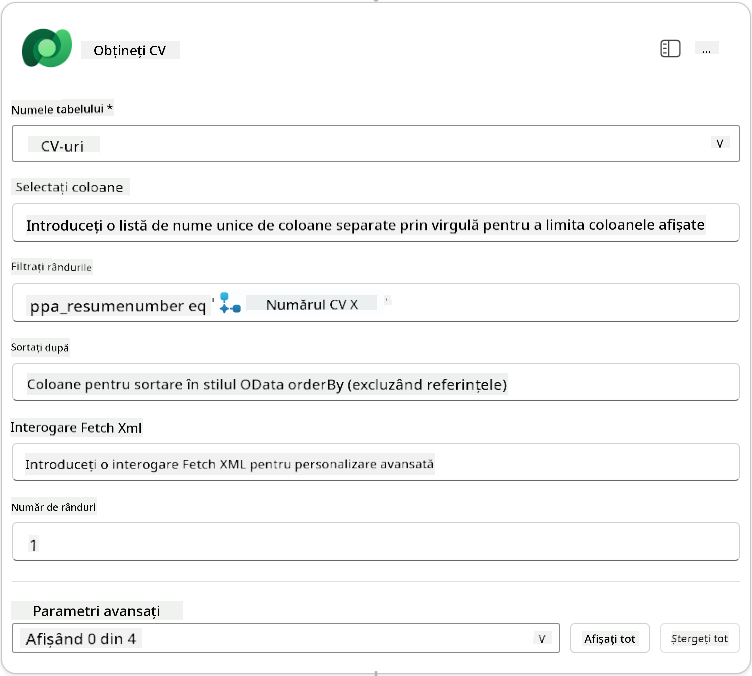 Obțineți CV
...
Numele tabelului *
CV-uri
Selectați coloane
Introduceți o listă de nume unice de coloane separate prin virgulă pentru a limita coloanele afișate
Filtrați rândurile
ppa_resumenumber eq ' Numărul CV X '
Sortați după
Coloane pentru sortare în stilul OData orderBy (excluzând referințele)
Interogare Fetch Xml
Introduceți o interogare Fetch XML pentru personalizare avansată
Număr de rânduri
1
Parametri avansați
Afișând 0 din 4
Afișați tot
Ștergeți tot